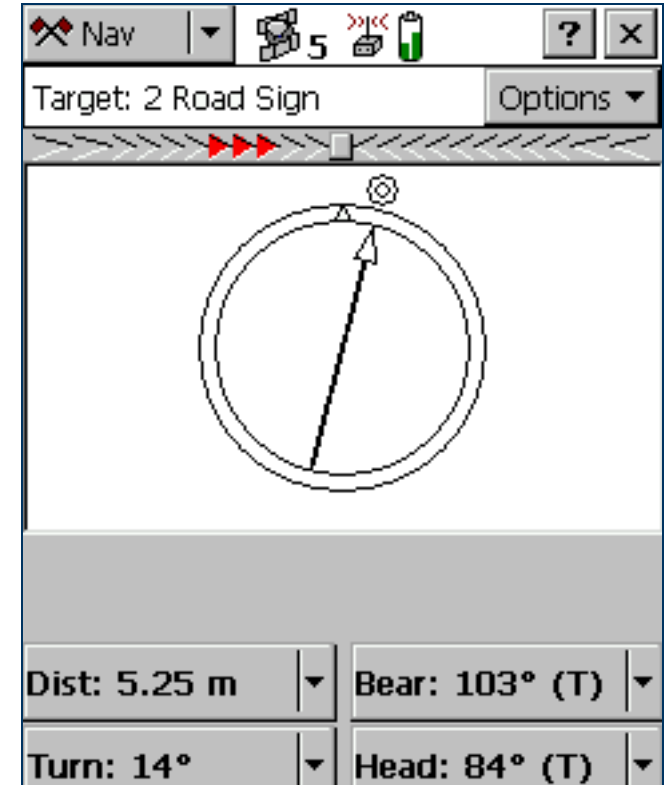 Nav 5 ? ×
Target: 2 Road Sign Options
Dist: 5.25 m Bear: 103° (T)
Turn: 14° Head: 84° (T)